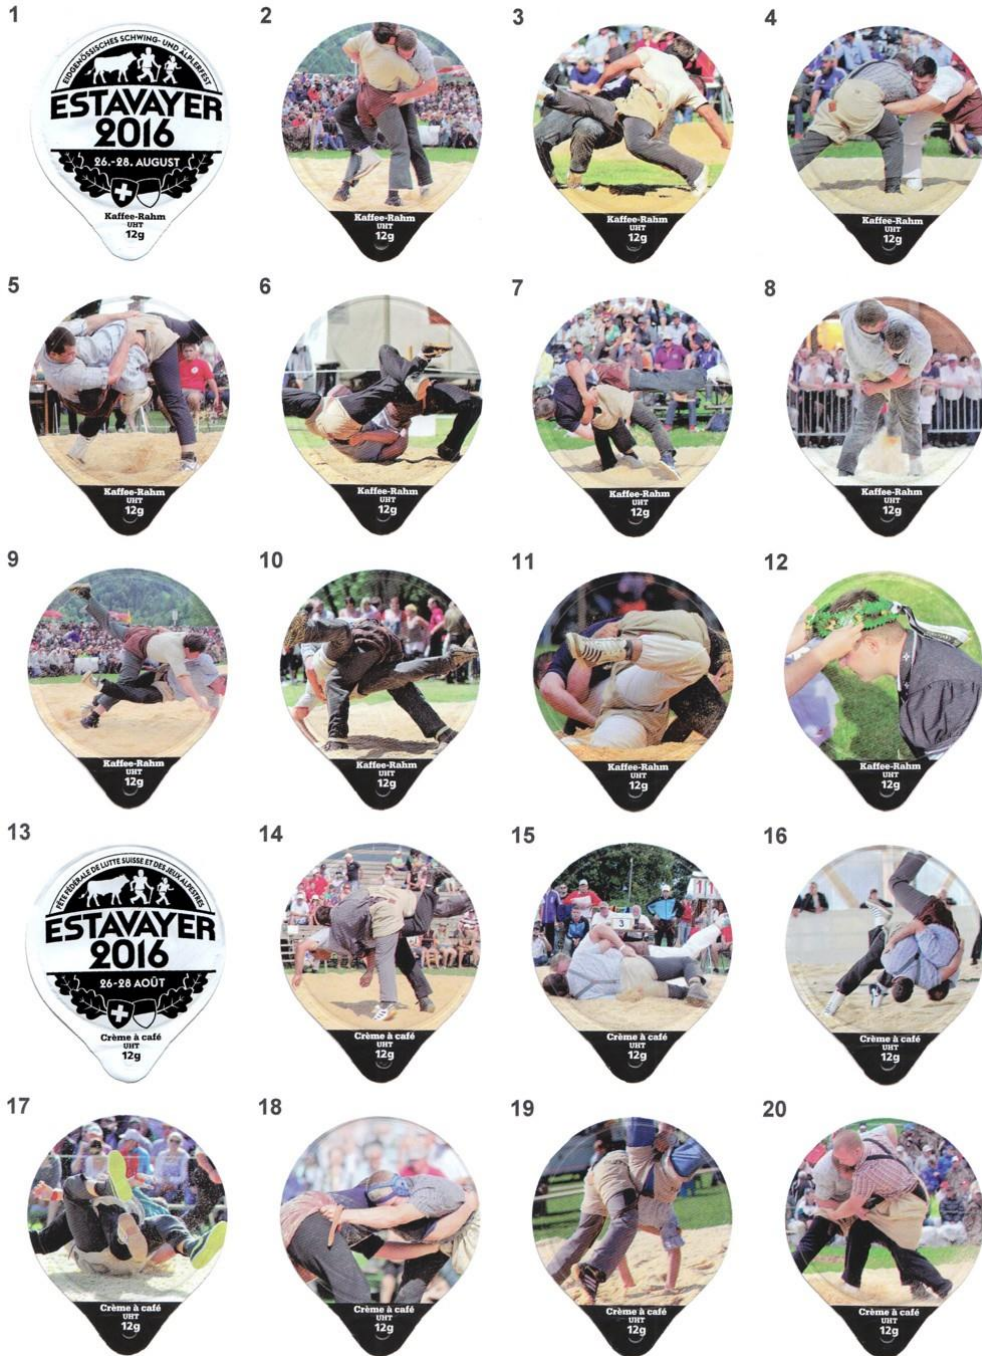 1
EIDGENÖSSISCHES SCHWING- UND ÄLPLERFEST
ESTAVAYER
2016
26.-28. AUGUST
Kaffee-Rahm
UHT
12g
2
Kaffee-Rahm
UHT
12g
3
Kaffee-Rahm
UHT
12g
4
Kaffee-Rahm
UHT
12g
5
Kaffee-Rahm
UHT
12g
6
Kaffee-Rahm
UHT
12g
7
Kaffee-Rahm
UHT
12g
8
Kaffee-Rahm
UHT
12g
9
Kaffee-Rahm
UHT
12g
10
Kaffee-Rahm
UHT
12g
11
Kaffee-Rahm
UHT
12g
12
Kaffee-Rahm
UHT
12g
13
FÊTE FÉDÉRALE DE LUTTE SUISSE ET DES JEUX ALPESTRES
ESTAVAYER
2016
26-28 AOÛT
Crème à café
UHT
12g
14
Crème à café
UHT
12g
15
11
3
Crème à café
UHT
12g
16
Crème à café
UHT
12g
17
Crème à café
UHT
12g
18
Crème à café
UHT
12g
19
Crème à café
UHT
12g
20
Crème à café
UHT
12g